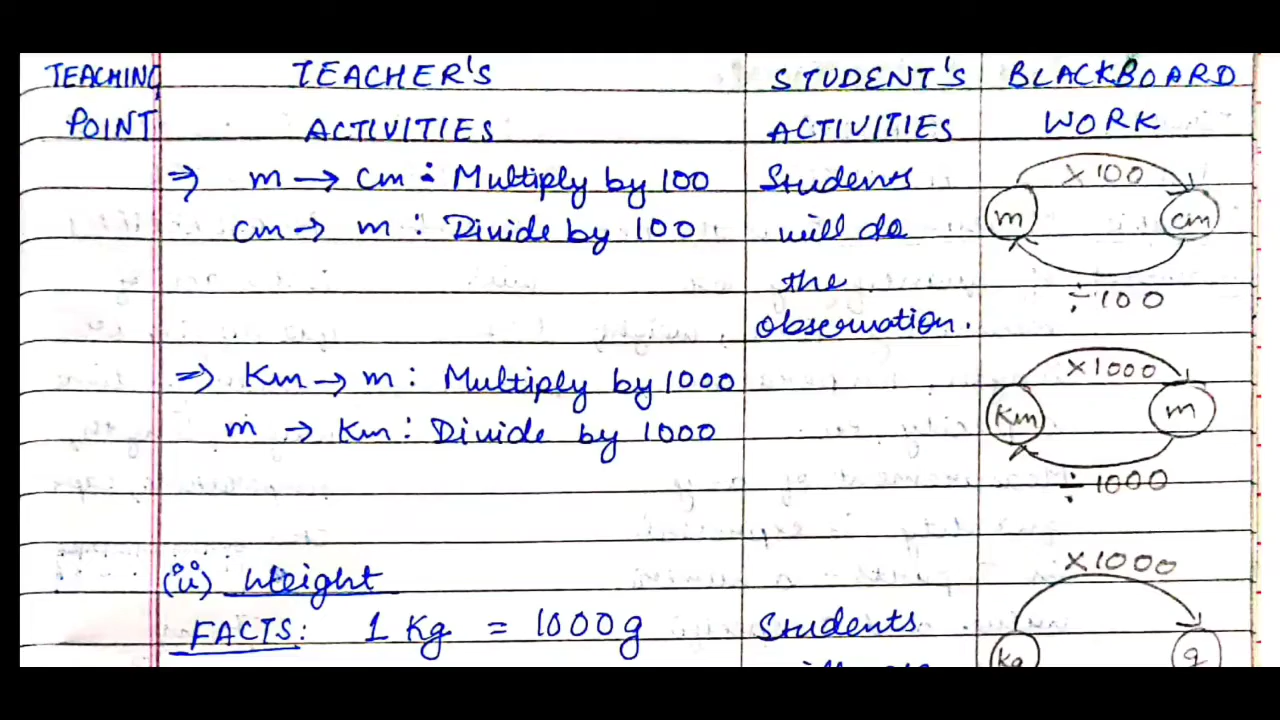 TEACHING POINT
TEACHER'S ACTIVITIES
STUDENT'S ACTIVITIES
BLACKBOARD WORK
⇒ m → cm : Multiply by 100
cm → m : Divide by 100
Students
will do
the
observation.
×100
m
cm
÷100
⇒ Km → m : Multiply by 1000
m → Km : Divide by 1000
×1000
Km
m
÷1000
(ii) Weight
FACTS: 1 Kg = 1000g
Students
×1000
kg
g